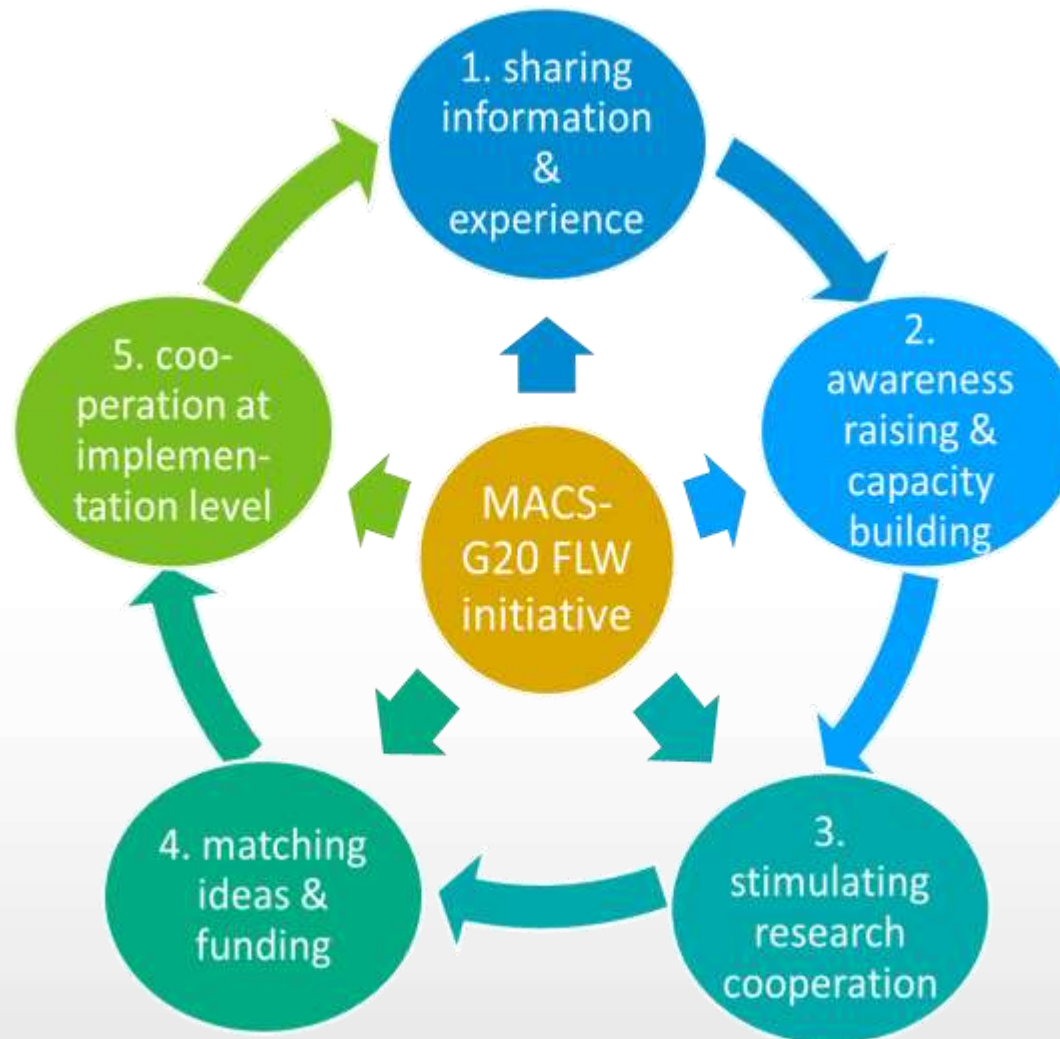 1. sharing
information
&
experience
2.
awareness
raising &
capacity
building
3.
stimulating
research
cooperation
4. matching
ideas &
funding
5. coo-
peration at
implemen-
tation level
MACS-
G20 FLW
initiative